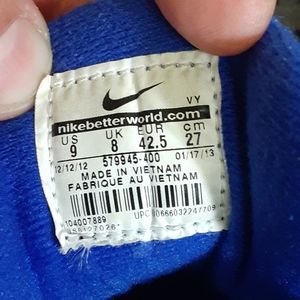 VY
nikebetterworld.com
US UK EUR cm
9 8 42.5 27
12/12/12 579945-400 01/17/13
MADE IN VIETNAM
FABRIQUE AU VIETNAM
0104007889